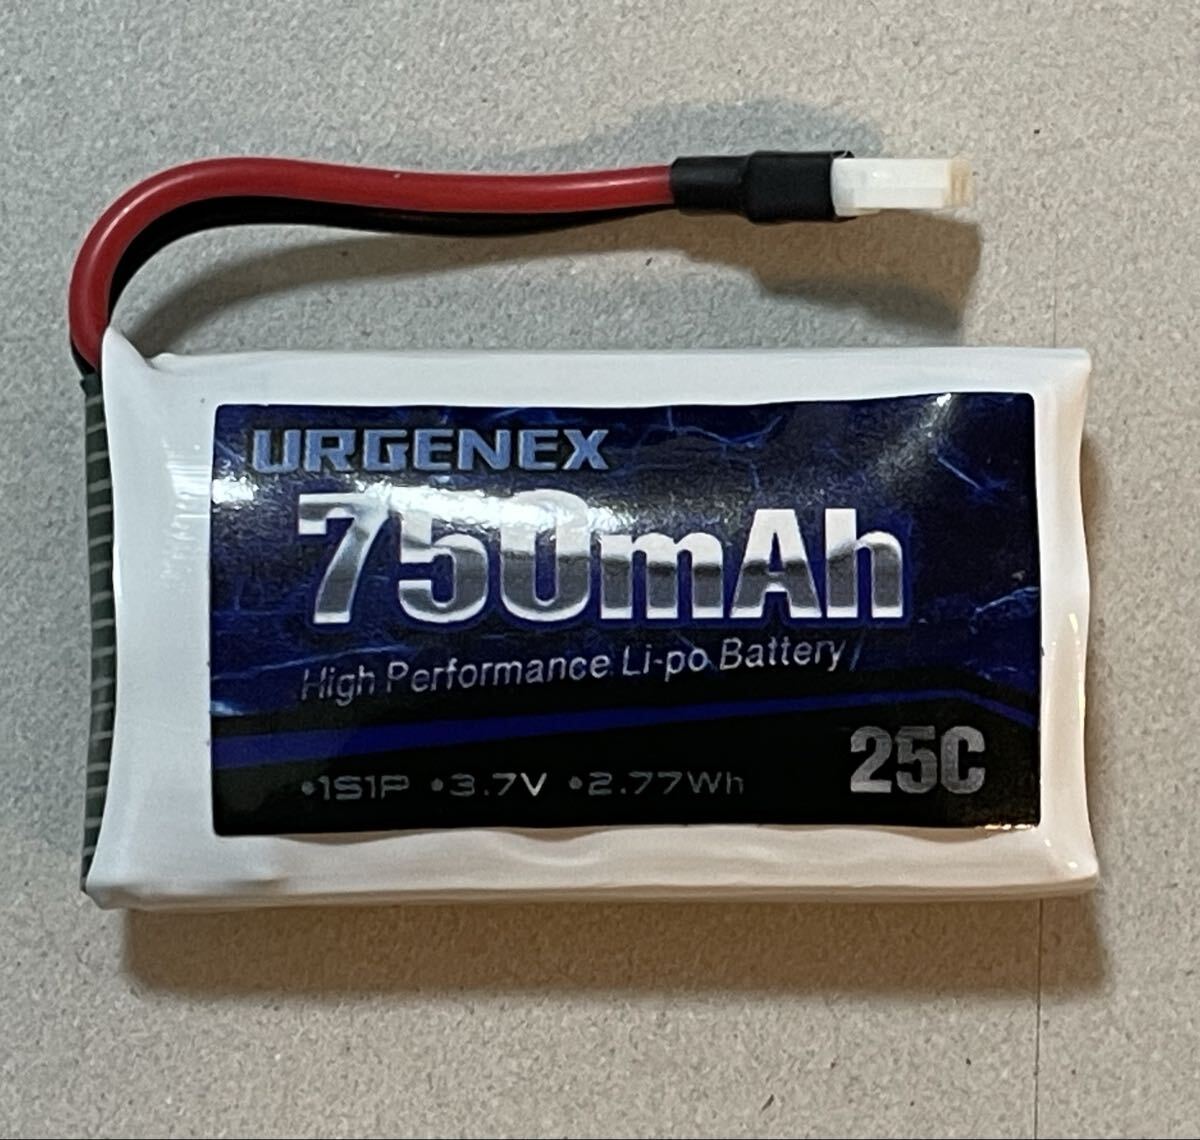 URGENEX
750mAh
High Performance Li-po Battery
25C
•1S1P •3.7V •2.77Wh